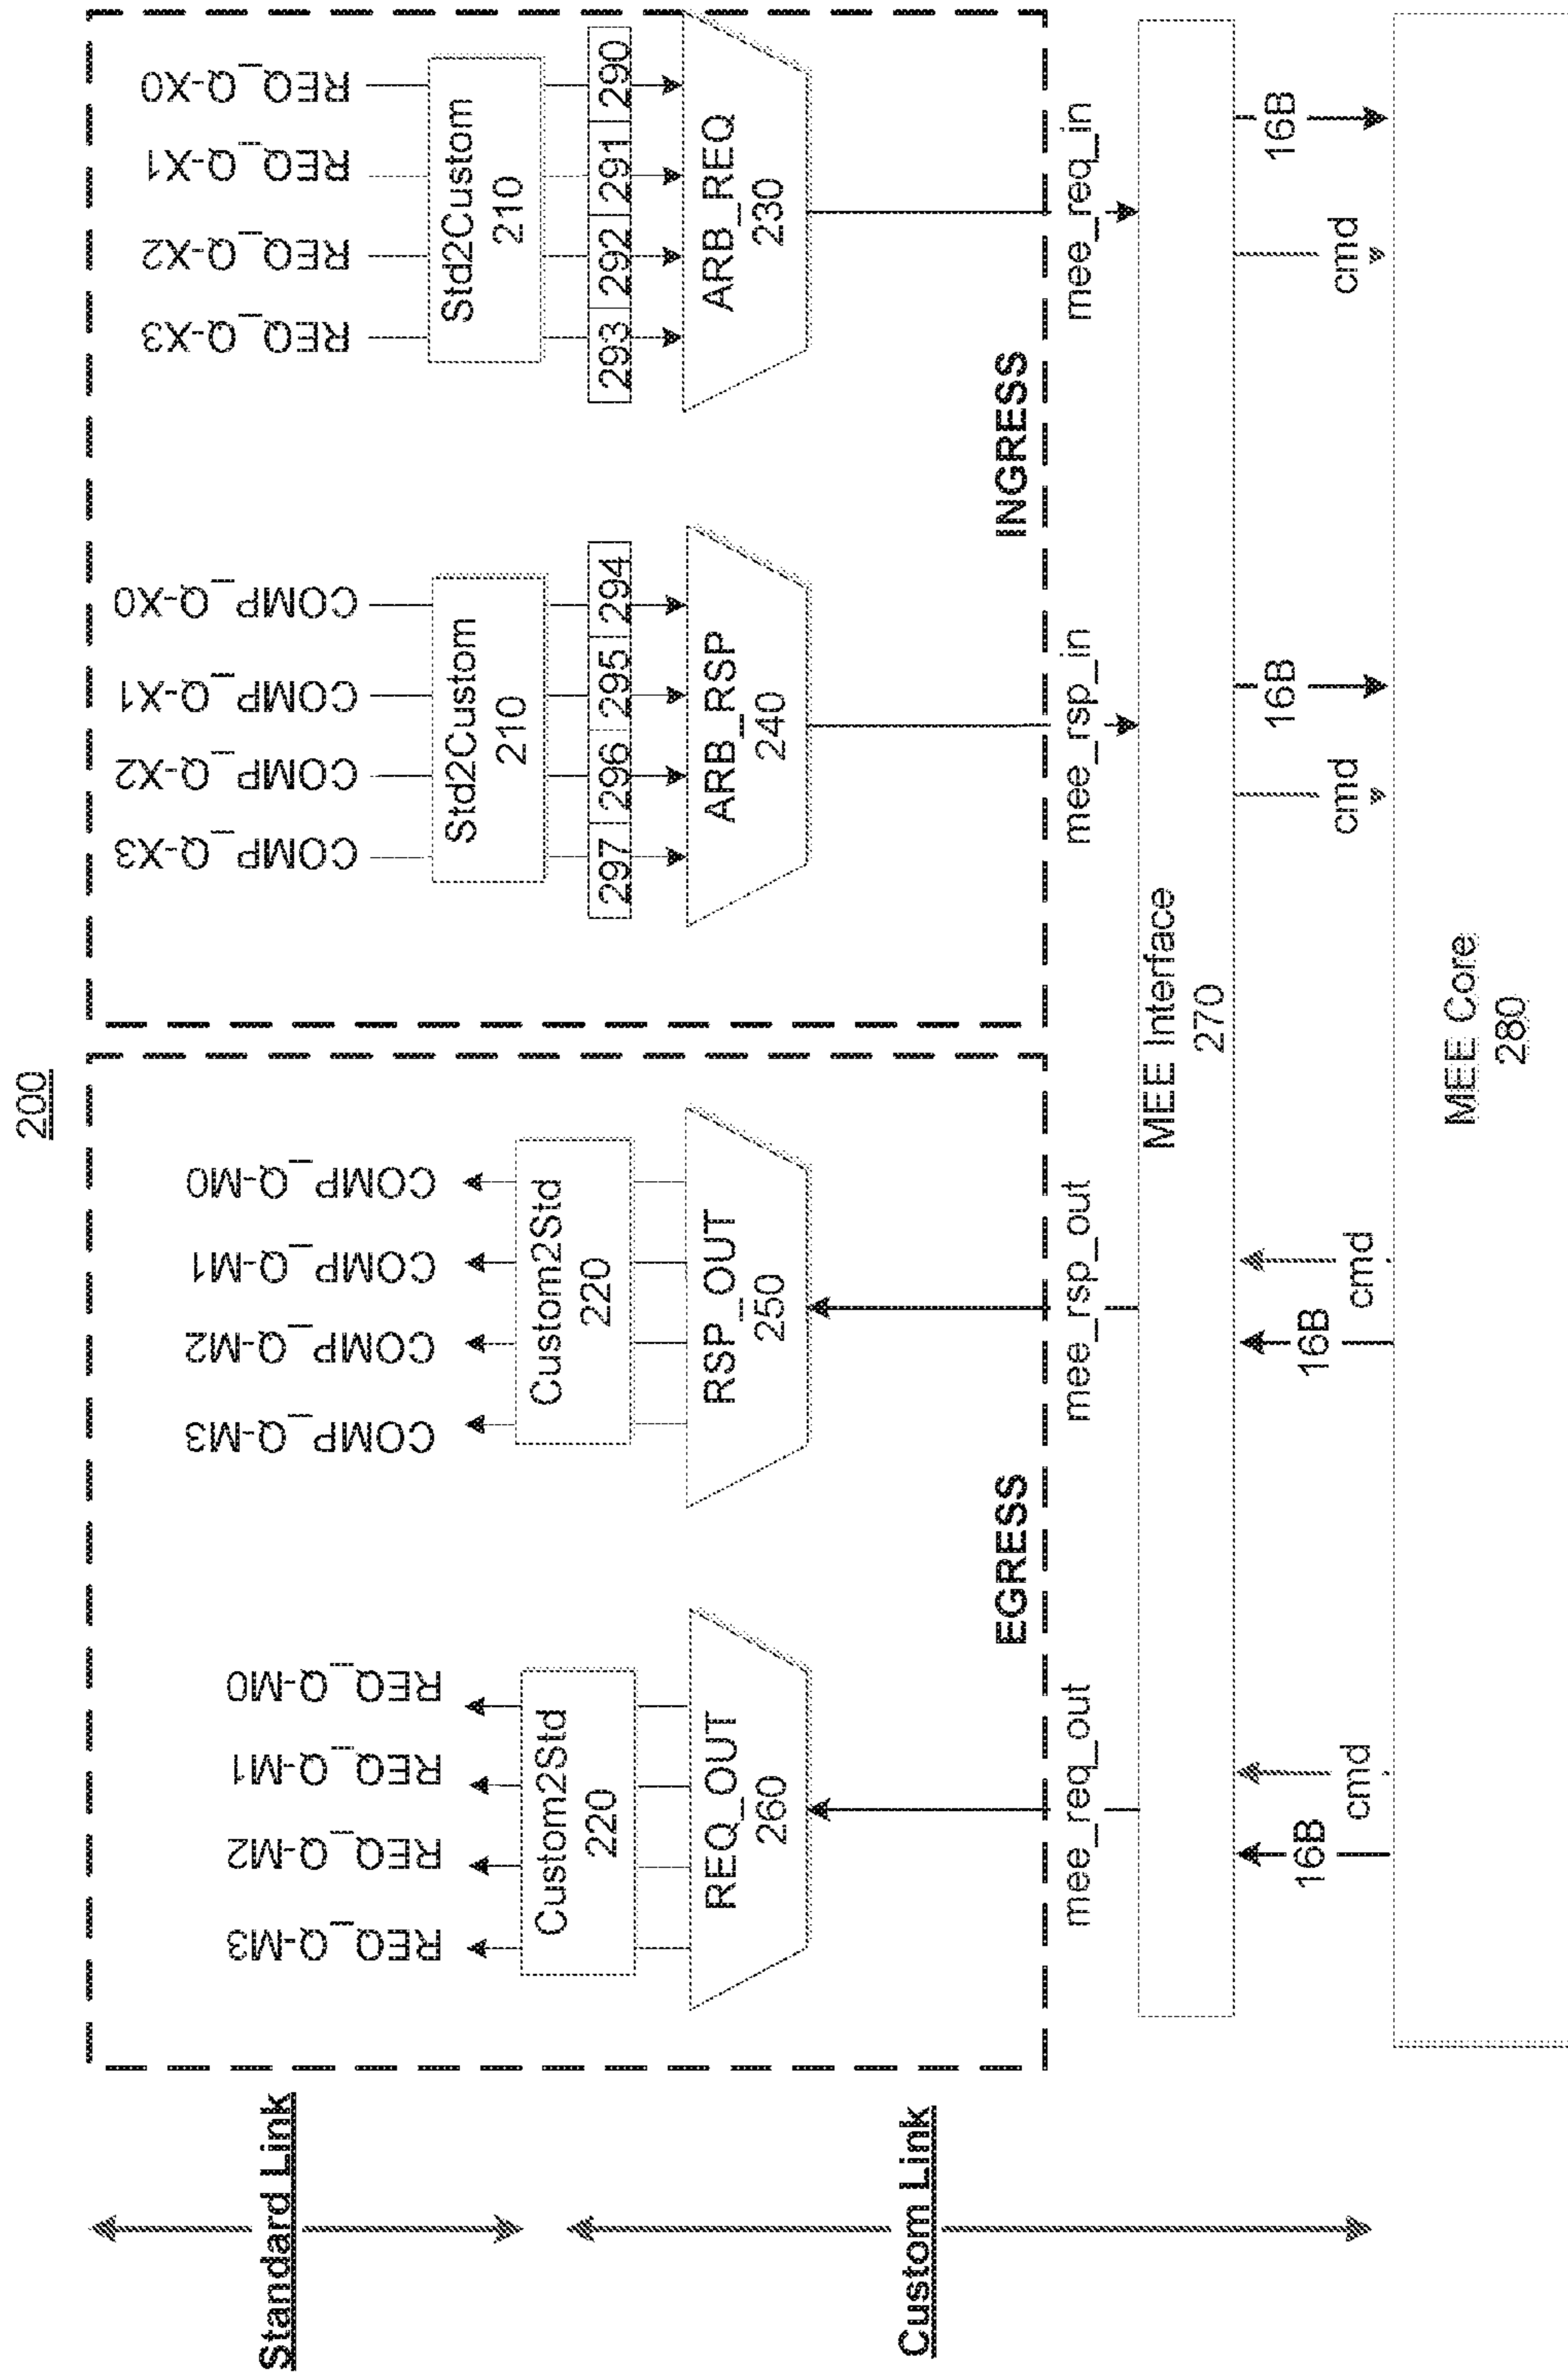 200
Standard Link
Custom Link
REQ_Q-M3
REQ_Q-M2
REQ_Q-M1
REQ_Q-M0
COMP_Q-M3
COMP_Q-M2
COMP_Q-M1
COMP_Q-M0
COMP_Q-X3
COMP_Q-X2
COMP_Q-X1
COMP_Q-X0
REQ_Q-X3
REQ_Q-X2
REQ_Q-X1
REQ_Q-X0
Custom2Std
220
Custom2Std
220
Std2Custom
210
Std2Custom
210
297
296
295
294
293
292
291
290
REQ_OUT
260
RSP_OUT
250
ARB_RSP
240
ARB_REQ
230
EGRESS
INGRESS
mee_req_out
mee_rsp_out
mee_rsp_in
mee_req_in
MEE Interface
270
16B
cmd
16B
cmd
cmd
16B
cmd
16B
MEE Core
280